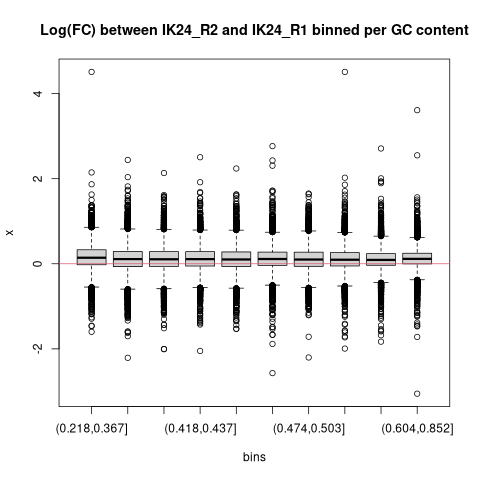 Log(FC) between IK24_R2 and IK24_R1 binned per GC content
4
2
0
-2
x
(0.218,0.367] (0.418,0.437] (0.474,0.503] (0.604,0.852]
bins